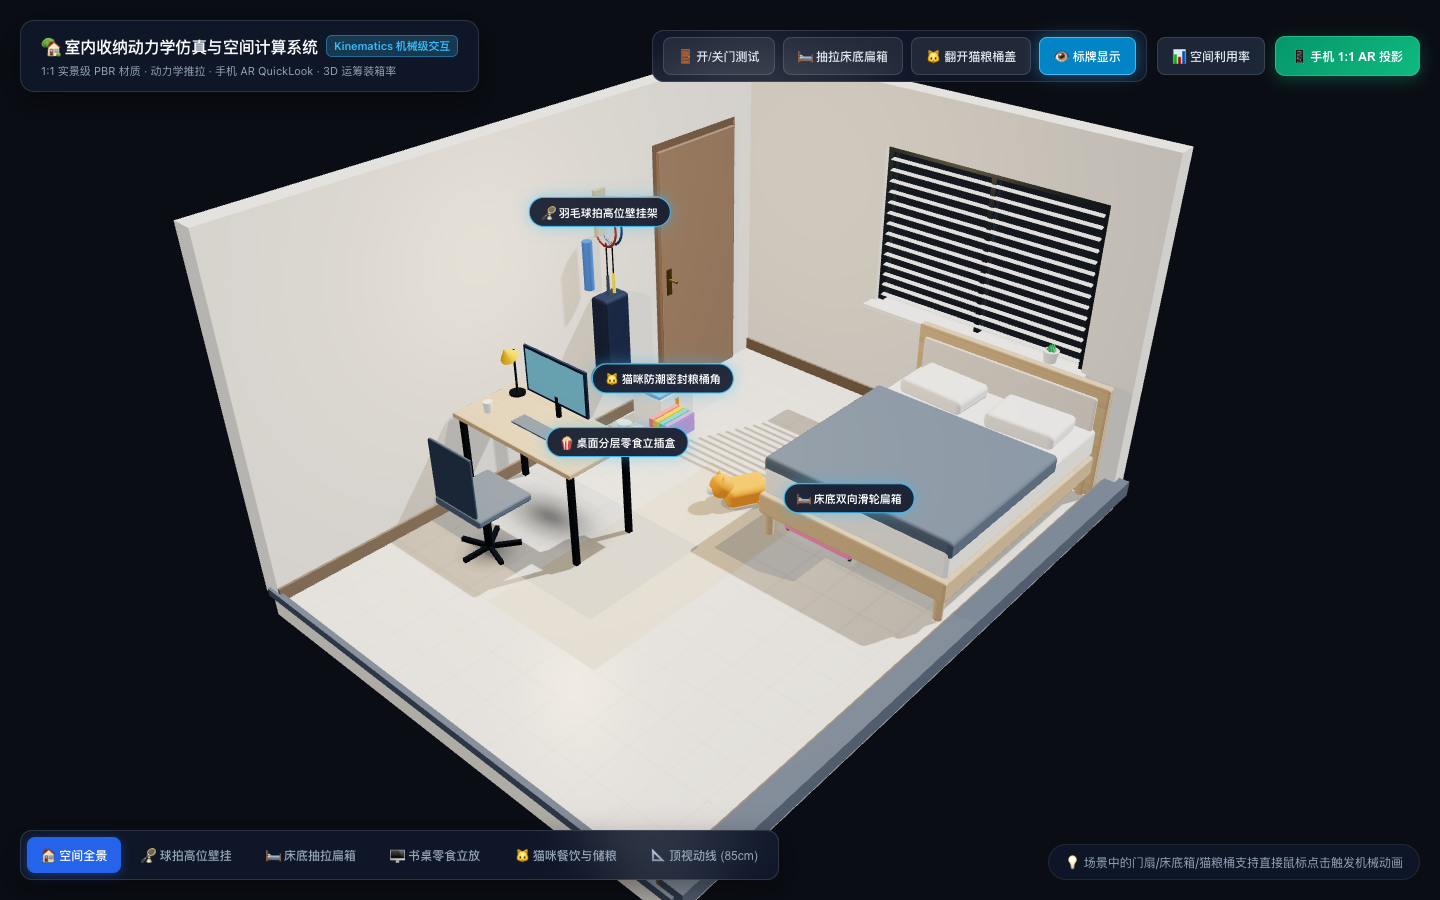 室内收纳动力学仿真与空间计算系统
Kinematics 机械级交互
1:1 实景级 PBR 材质 · 动力学推拉 · 手机 AR QuickLook · 3D 运筹装箱率
开/关门测试
抽拉床底扁箱
翻开猫粮桶盖
标牌显示
空间利用率
手机 1:1 AR 投影
羽毛球拍高位壁挂架
猫咪防潮密封粮桶角
桌面分层零食立插盒
床底双向滑轮扁箱
空间全景
球拍高位壁挂
床底抽拉扁箱
书桌零食立放
猫咪餐饮与储粮
顶视动线 (85cm)
场景中的门扇/床底箱/猫粮桶支持直接鼠标点击触发机械动画